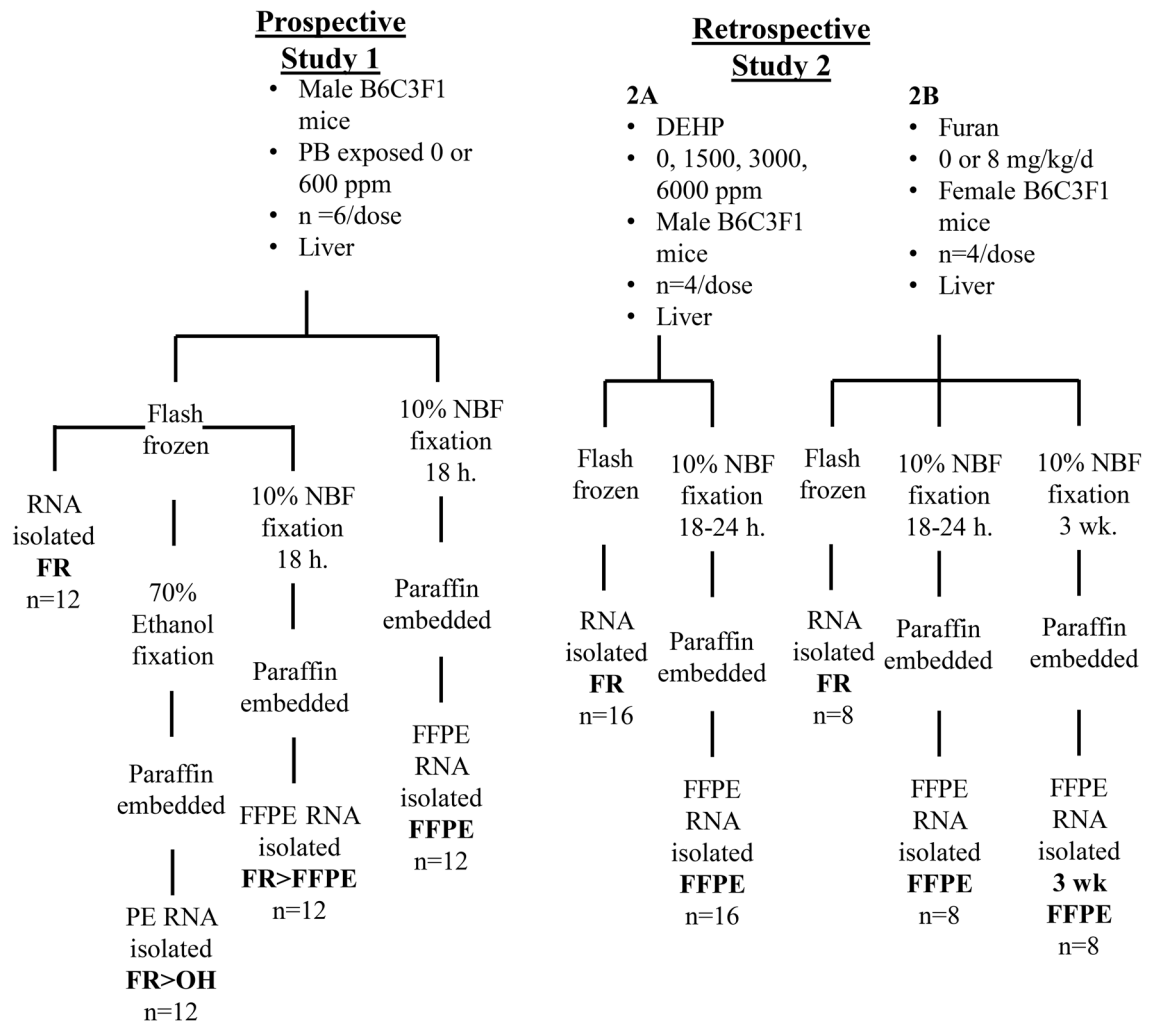 Prospective
Study 1
• Male B6C3F1
mice
• PB exposed 0 or
600 ppm
• n =6/dose
• Liver
Flash
frozen
RNA
isolated
FR
n=12
70%
Ethanol
fixation
Paraffin
embedded
PE RNA
isolated
FR>OH
n=12
10% NBF
fixation
18 h.
Paraffin
embedded
FFPE RNA
isolated
FR>FFPE
n=12
10% NBF
fixation
18 h.
Paraffin
embedded
FFPE
RNA
isolated
FFPE
n=12
Retrospective
Study 2
2A
• DEHP
• 0, 1500, 3000,
6000 ppm
• Male B6C3F1
mice
• n=4/dose
• Liver
Flash
frozen
RNA
isolated
FR
n=16
10% NBF
fixation
18-24 h.
Paraffin
embedded
FFPE
RNA
isolated
FFPE
n=16
2B
• Furan
• 0 or 8 mg/kg/d
• Female B6C3F1
mice
• n=4/dose
• Liver
Flash
frozen
RNA
isolated
FR
n=8
10% NBF
fixation
18-24 h.
Paraffin
embedded
FFPE
RNA
isolated
FFPE
n=8
10% NBF
fixation
3 wk.
Paraffin
embedded
FFPE
RNA
isolated
3 wk
FFPE
n=8